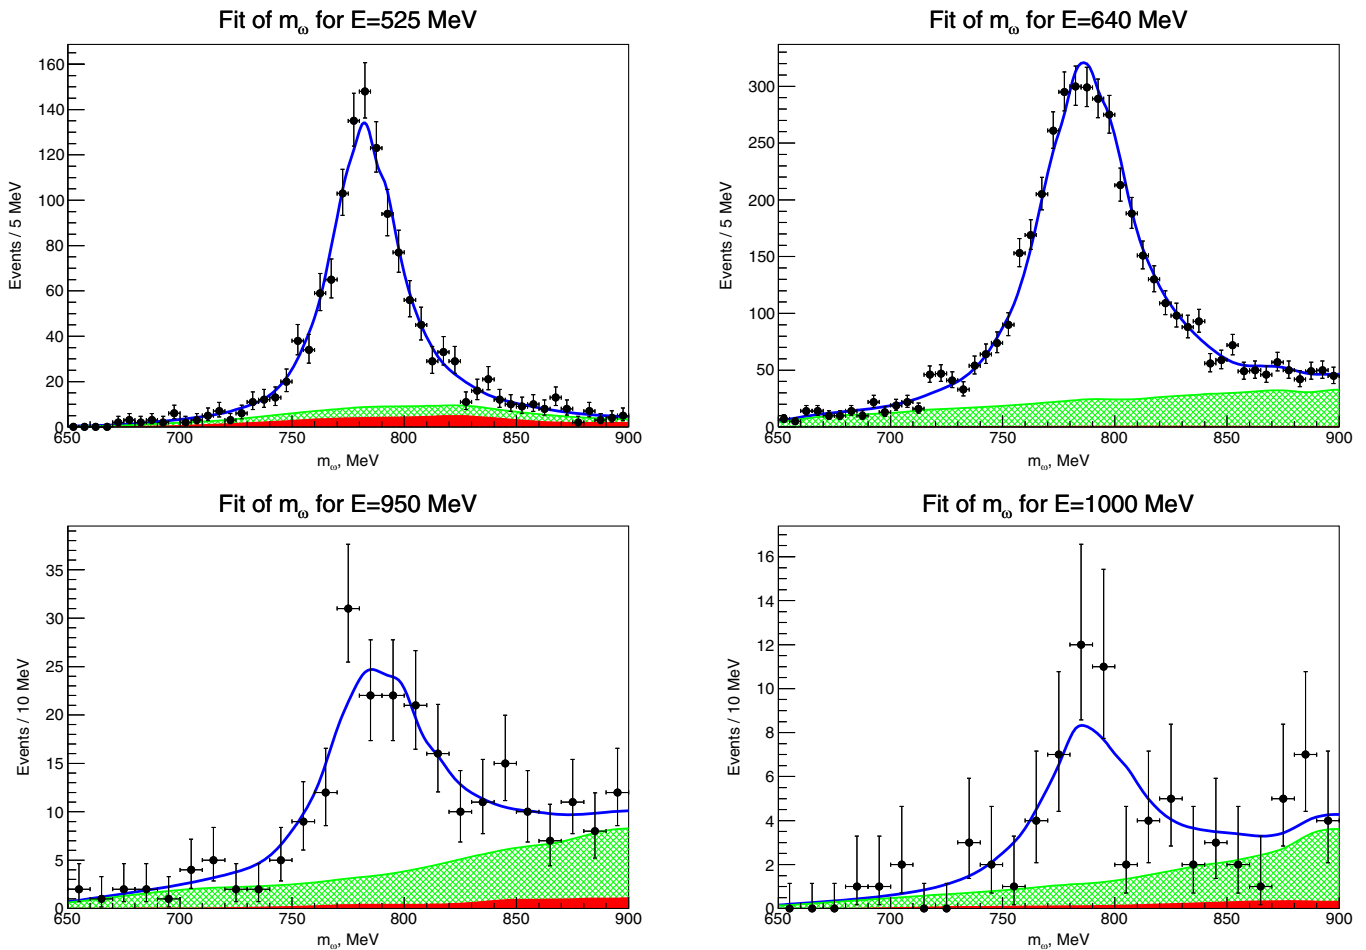 Fit of mω for E=525 MeV
Events / 5 MeV
160
140
120
100
80
60
40
20
0
650 700 750 800 850 900
mω, MeV
Fit of mω for E=640 MeV
Events / 5 MeV
300
250
200
150
100
50
0
650 700 750 800 850 900
mω, MeV
Fit of mω for E=950 MeV
Events / 10 MeV
35
30
25
20
15
10
5
0
650 700 750 800 850 900
mω, MeV
Fit of mω for E=1000 MeV
Events / 10 MeV
16
14
12
10
8
6
4
2
0
650 700 750 800 850 900
mω, MeV